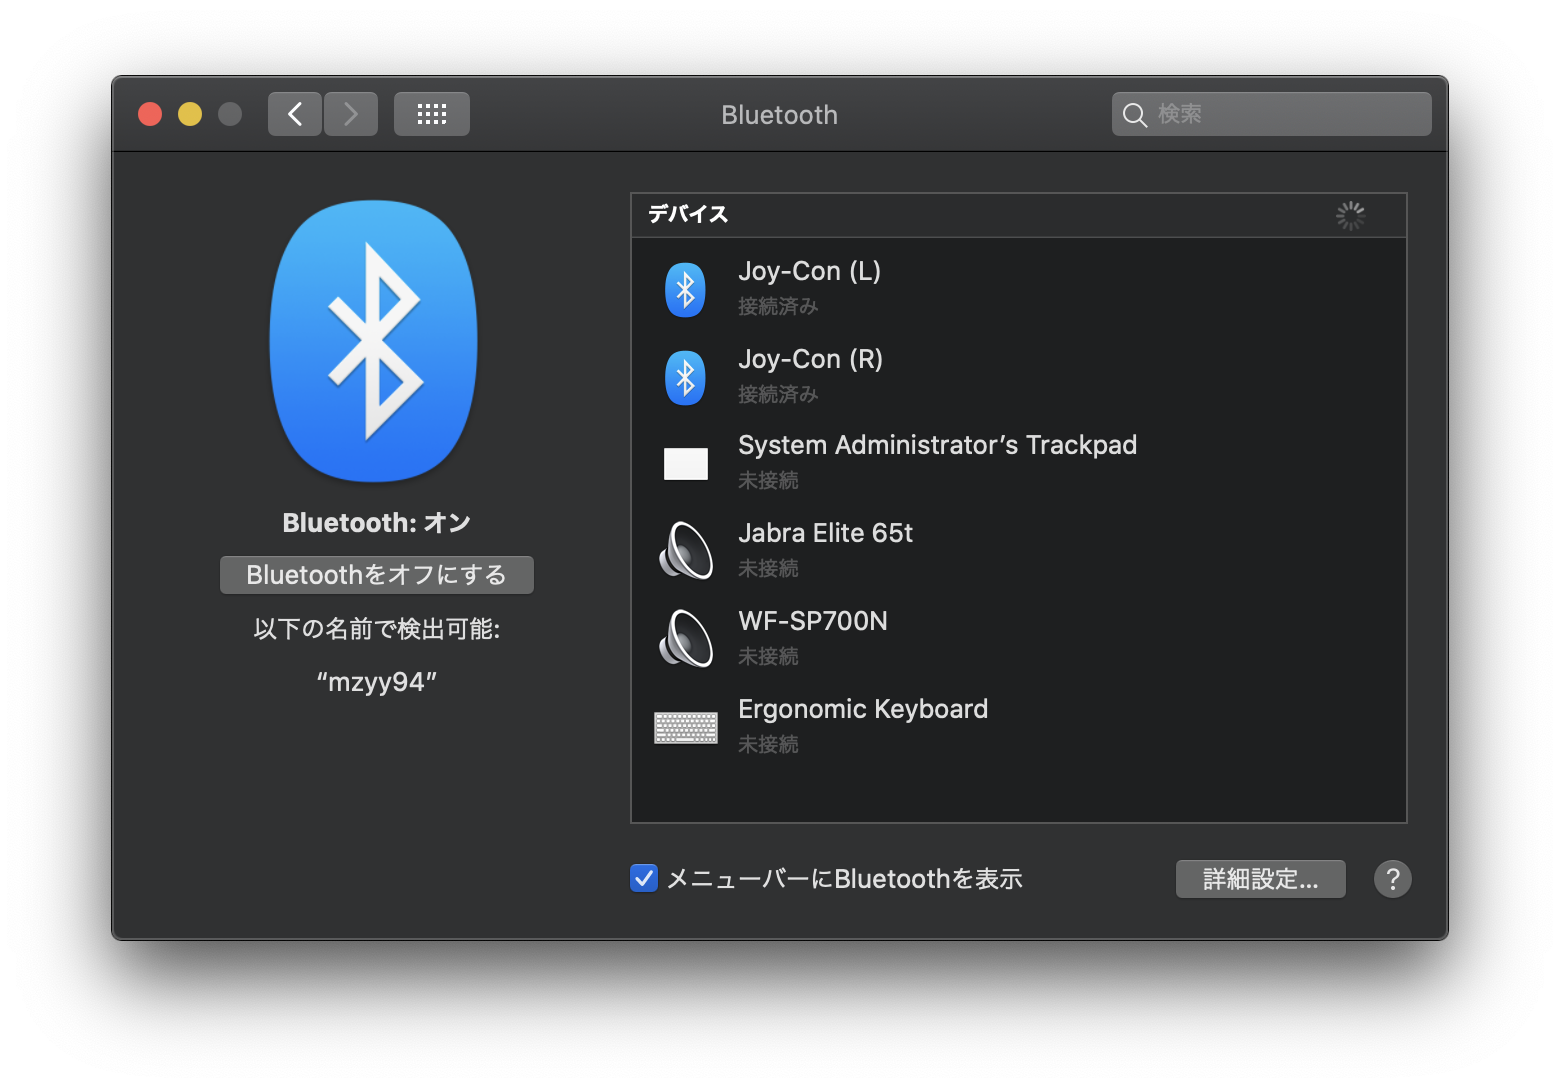 Bluetooth
検索
Bluetooth: オン
Bluetoothをオフにする
以下の名前で検出可能:
“mzyy94”
デバイス
Joy-Con (L)
接続済み
Joy-Con (R)
接続済み
System Administrator’s Trackpad
未接続
Jabra Elite 65t
未接続
WF-SP700N
未接続
Ergonomic Keyboard
未接続
メニューバーにBluetoothを表示
詳細設定...
?